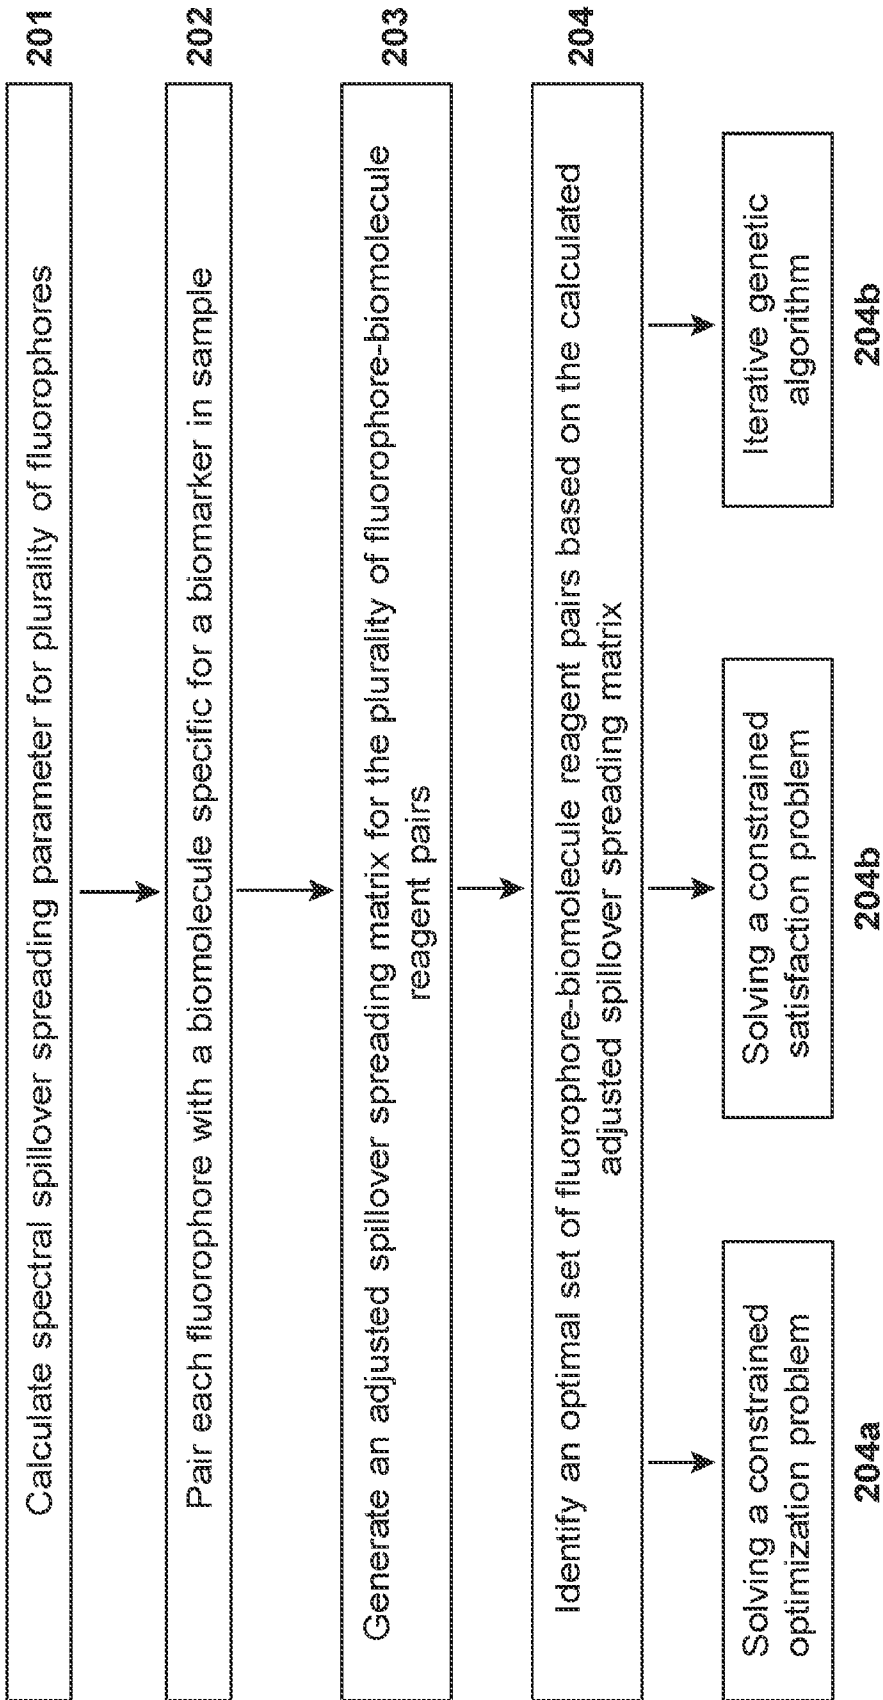 Calculate spectral spillover spreading parameter for plurality of fluorophores
201
Pair each fluorophore with a biomolecule specific for a biomarker in sample
202
Generate an adjusted spillover spreading matrix for the plurality of fluorophore-biomolecule
reagent pairs
203
Identify an optimal set of fluorophore-biomolecule reagent pairs based on the calculated
adjusted spillover spreading matrix
204
Solving a constrained
optimization problem
204a
Solving a constrained
satisfaction problem
204b
Iterative genetic
algorithm
204b